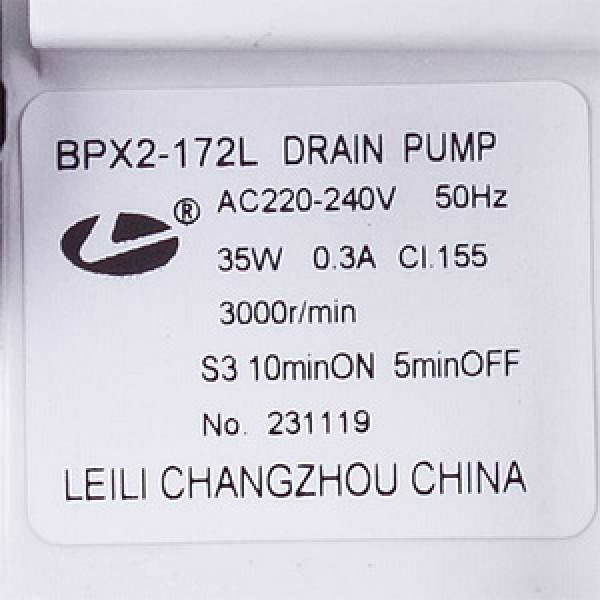 BPX2-172L DRAIN PUMP
® AC220-240V 50Hz
35W 0.3A Cl.155
3000r/min
S3 10minON 5minOFF
No. 231119
LEILI CHANGZHOU CHINA